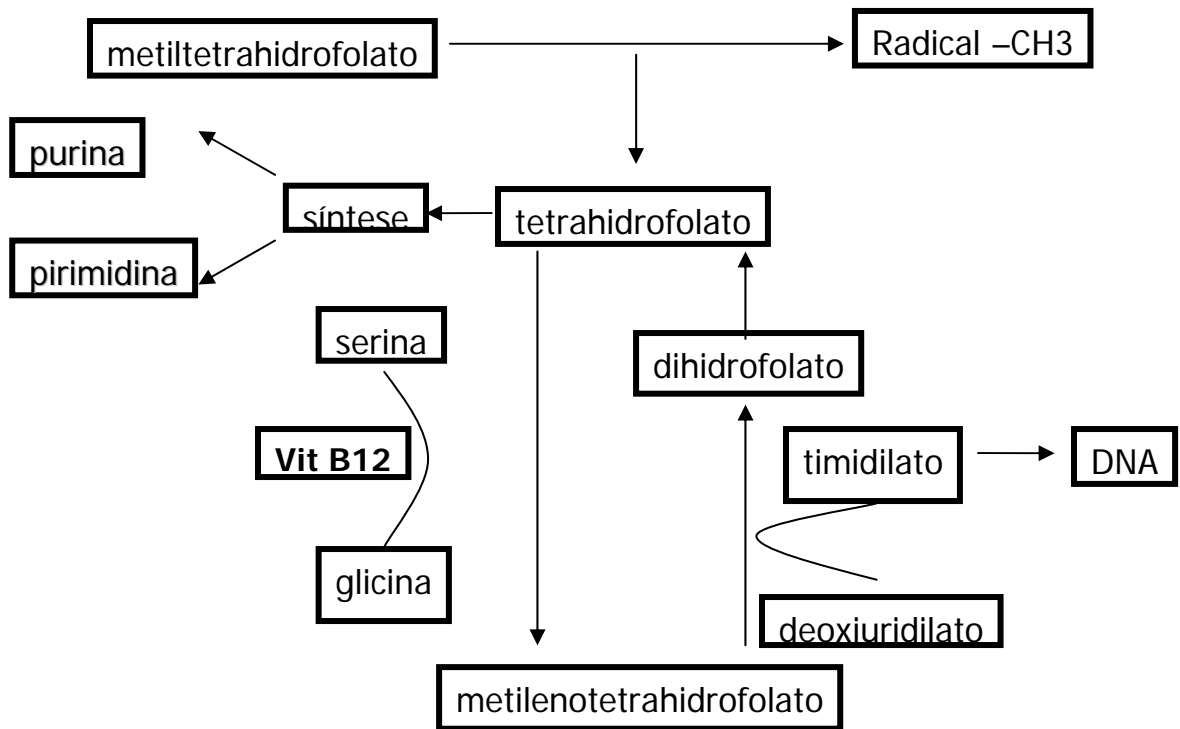 metiltetrahidrofolato
Radical –CH3
purina
síntese
tetrahidrofolato
pirimidina
serina
dihidrofolato
Vit B12
timidilato
DNA
glicina
deoxiuridilato
metilenotetrahidrofolato